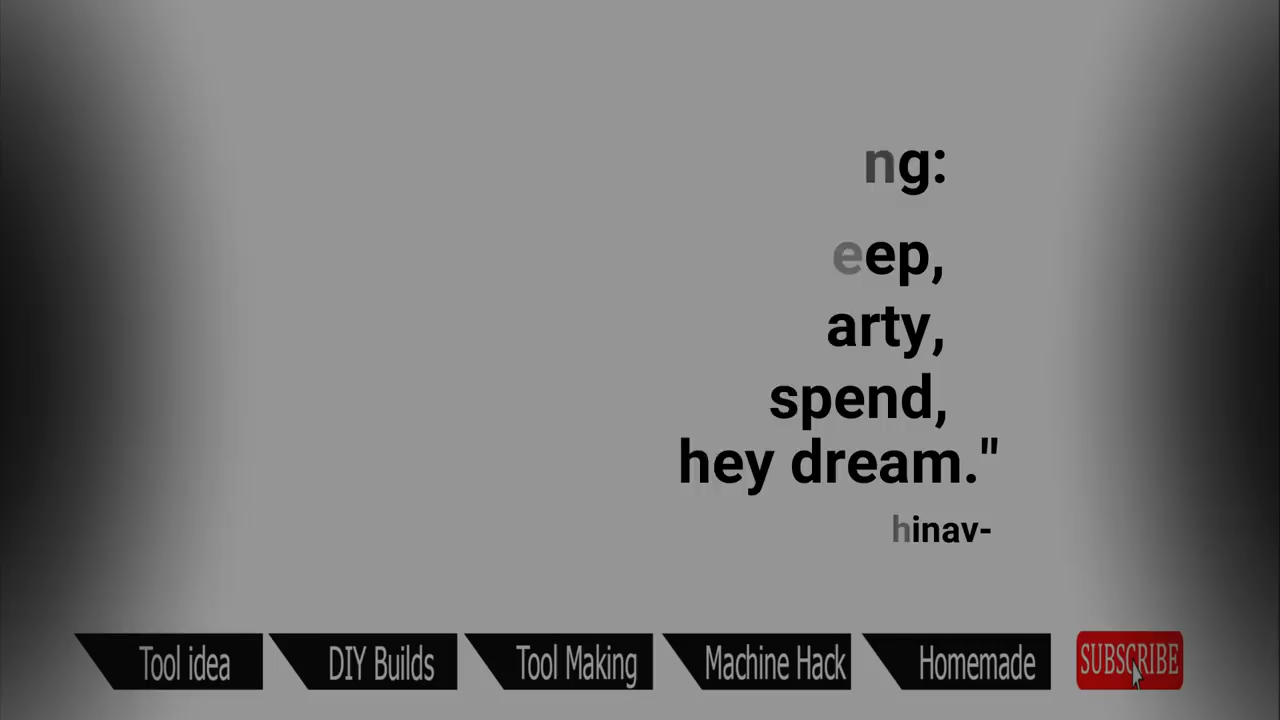 ng:
eep,
arty,
spend,
hey dream."
hinav-
Tool idea
DIY Builds
Tool Making
Machine Hack
Homemade
SUBSCRIBE